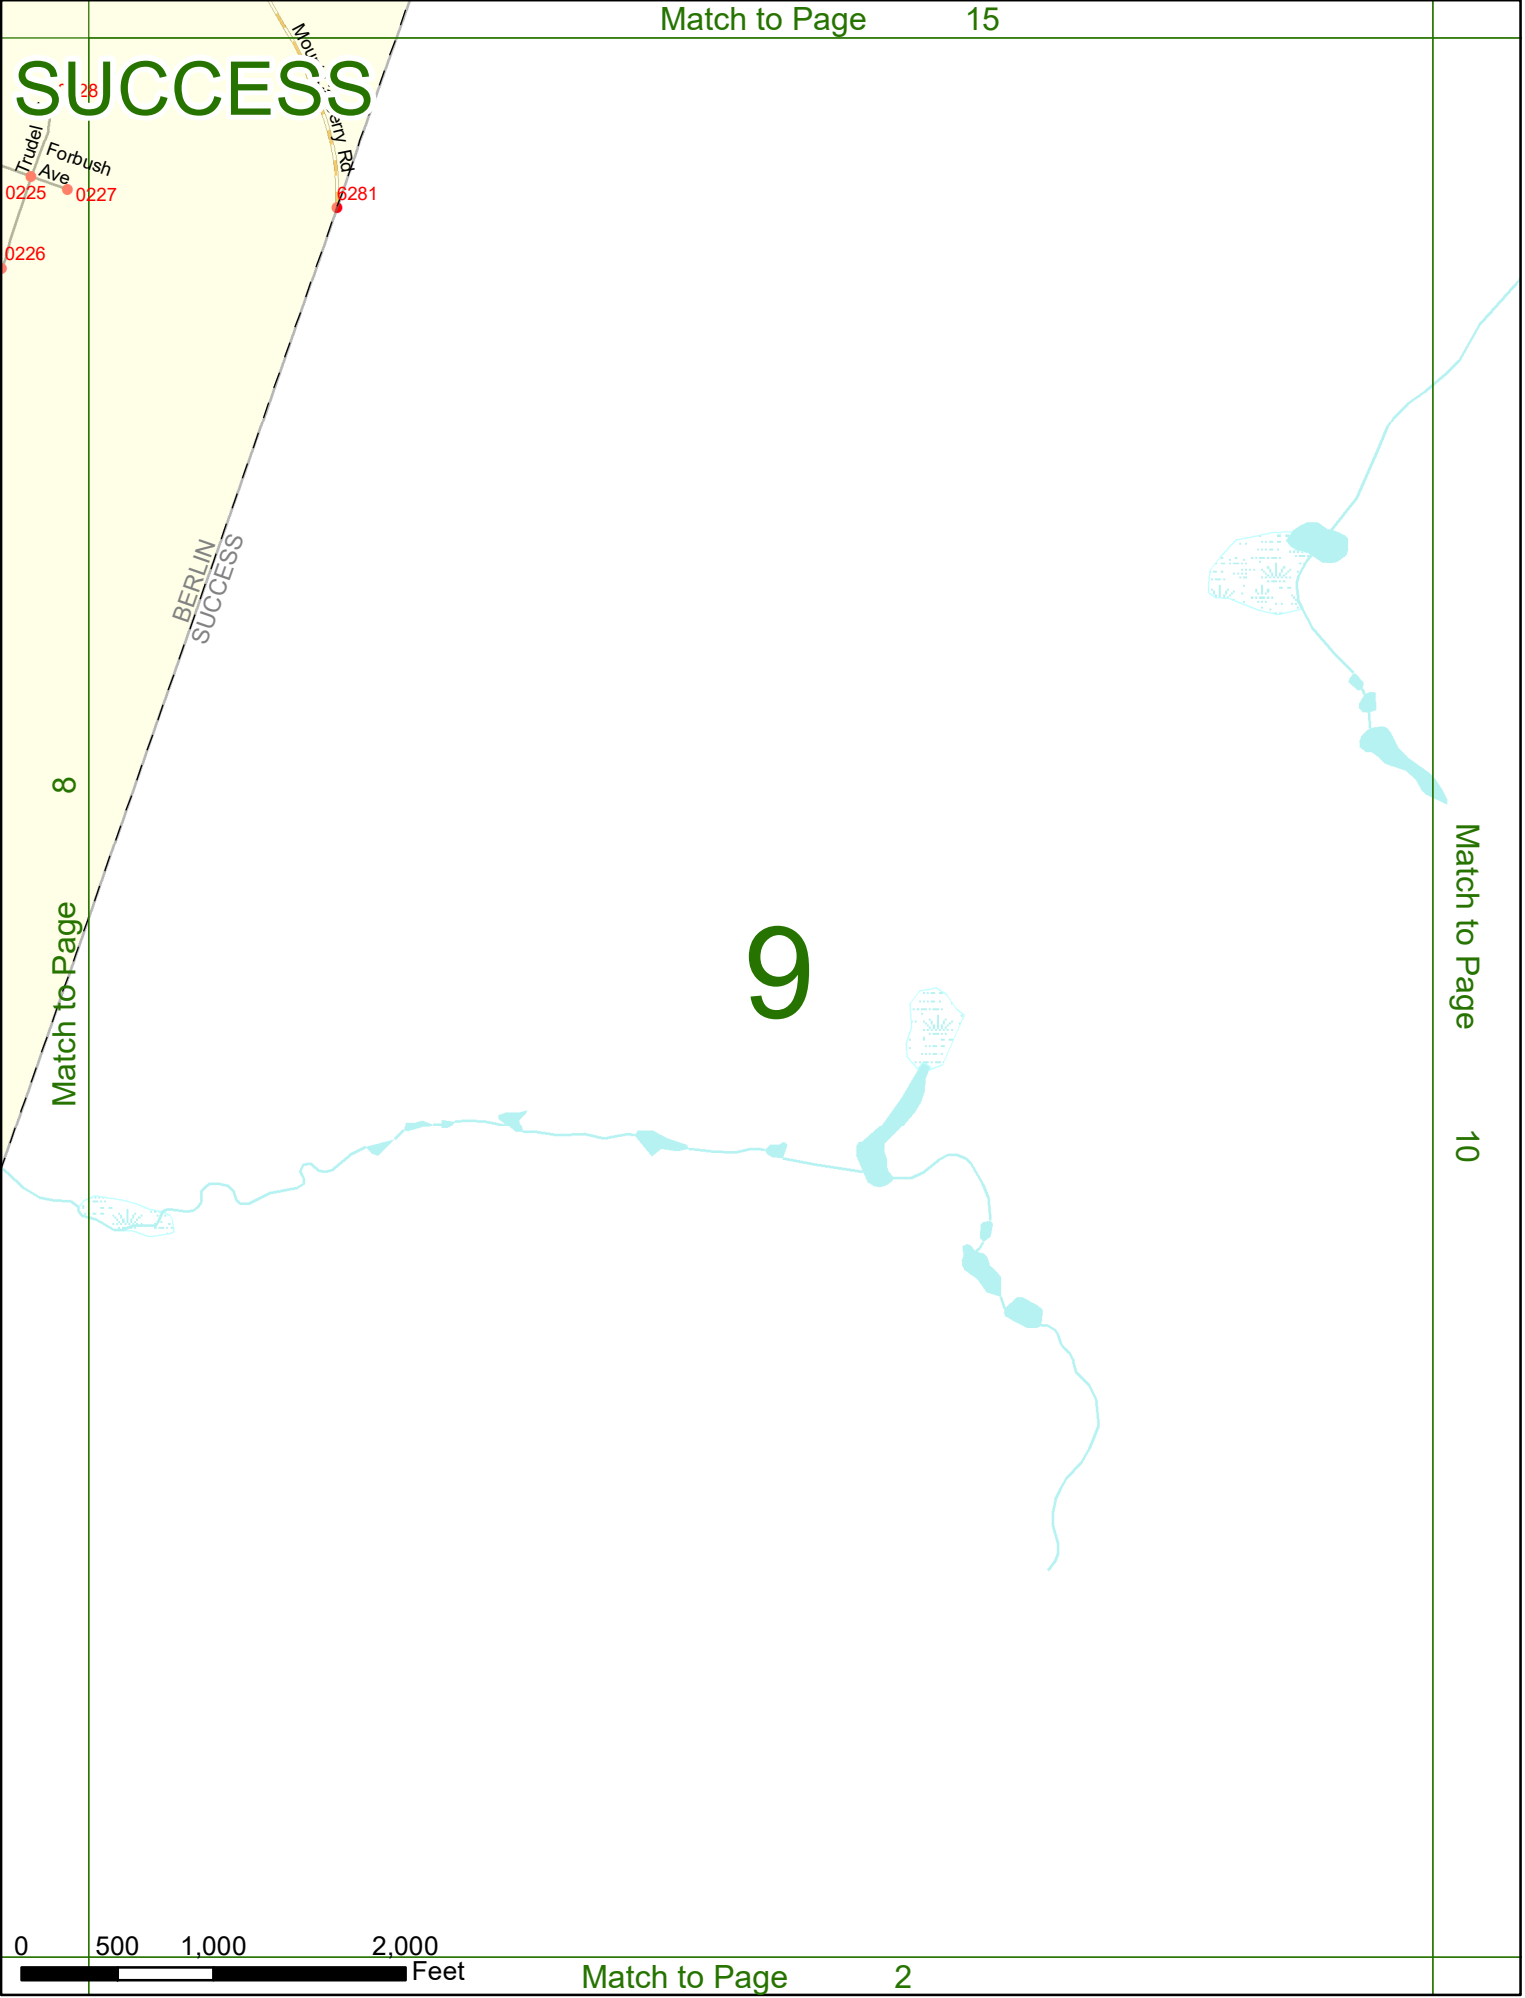 Match to Page 15
SUCCESS
28
Trudel
Forbush
Ave
Rd
0225
0227
6281
0226
BERLIN
SUCCESS
8
Match to Page
9
Match to Page
10
0 500 1,000 2,000
Feet
Match to Page 2